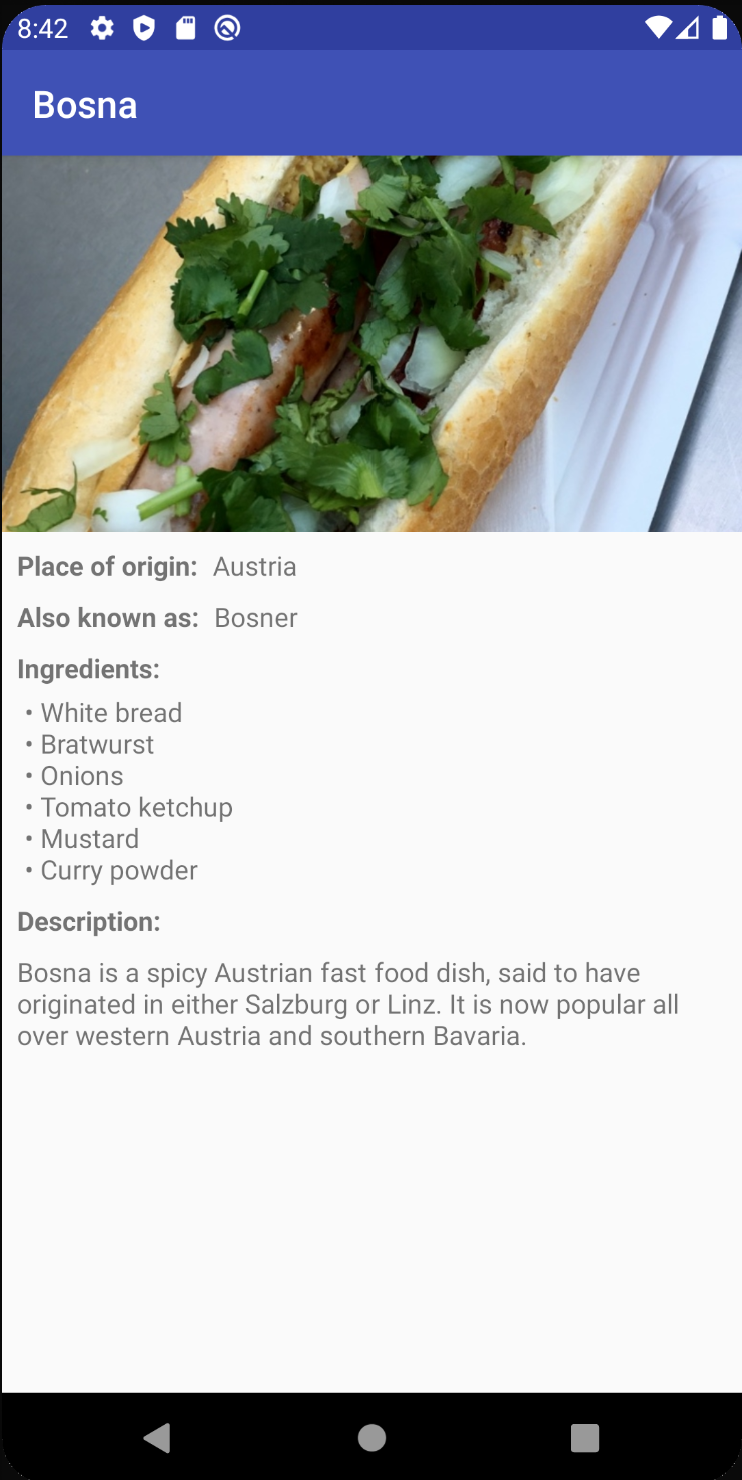 8:42
Bosna
Place of origin: Austria
Also known as: Bosner
Ingredients:
• White bread
• Bratwurst
• Onions
• Tomato ketchup
• Mustard
• Curry powder
Description:
Bosna is a spicy Austrian fast food dish, said to have
originated in either Salzburg or Linz. It is now popular all
over western Austria and southern Bavaria.